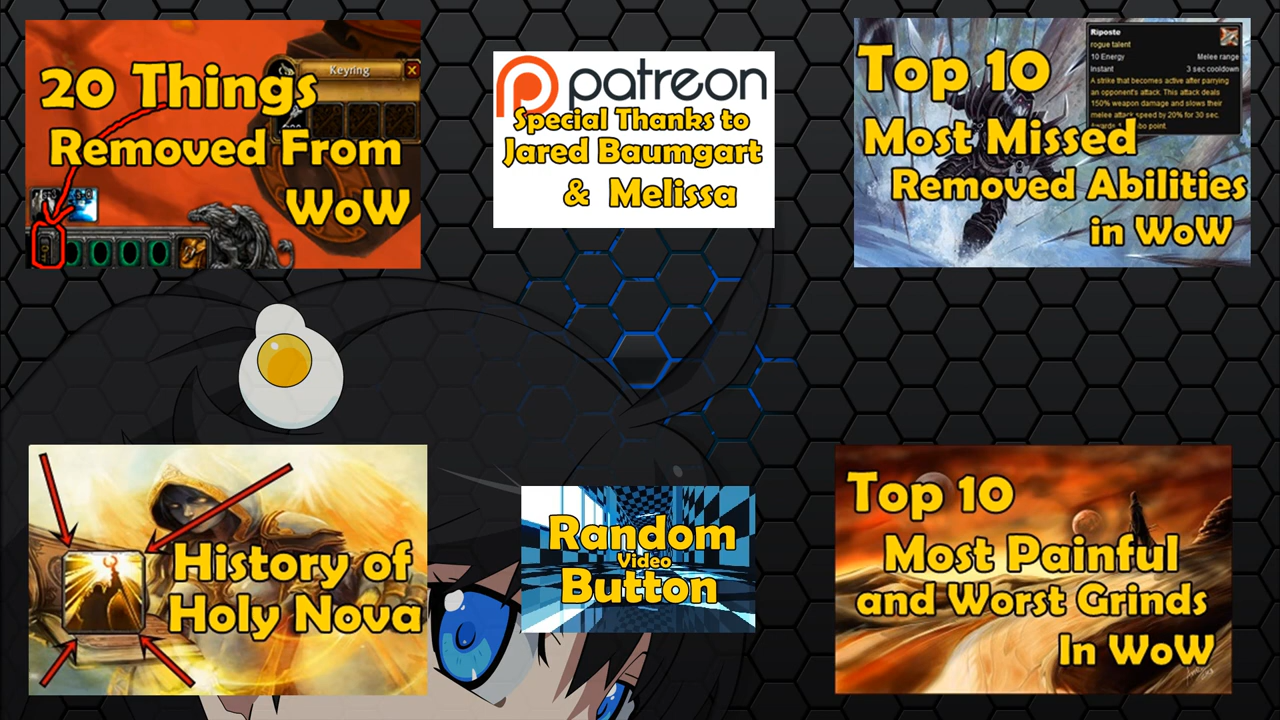 20 Things
Removed From
WoW
Keyring
patreon
Special Thanks to
Jared Baumgart
& Melissa
Top 10
Most Missed
Removed Abilities
in WoW
Riposte
rogue talent
10 Energy Melee range
Instant 3 sec cooldown
A strike that becomes active after parrying
an opponent's attack. This attack deals
150% weapon damage and slows their
melee attack speed by 20% for 30 sec.
Awards 1 point.
History of
Holy Nova
Random
Video
Button
Top 10
Most Painful
and Worst Grinds
In WoW